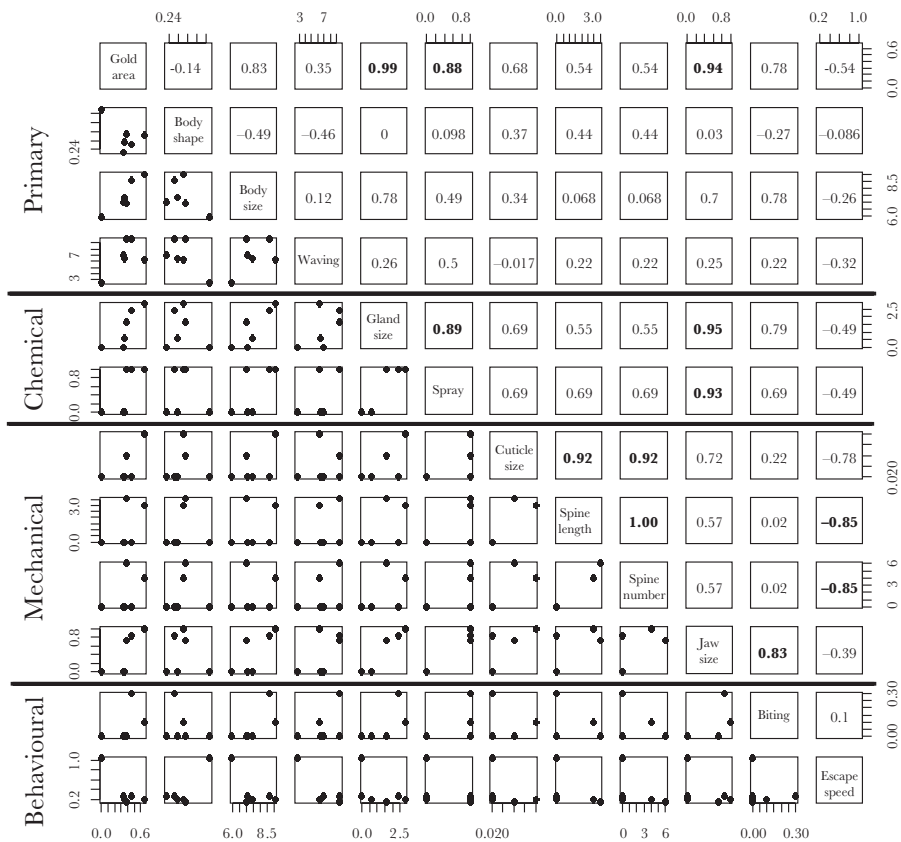 0.24 3 7 0.0 0.8 0.0 3.0 0.0 0.8 0.2 1.0
Gold area -0.14 0.83 0.35 0.99 0.88 0.68 0.54 0.54 0.94 0.78 -0.54 0.0 0.6
Primary
0.24 Body shape –0.49 –0.46 0 0.098 0.37 0.44 0.44 0.03 –0.27 –0.086
Body size 0.12 0.78 0.49 0.34 0.068 0.068 0.7 0.78 –0.26 6.0 8.5
3 7 Waving 0.26 0.5 –0.017 0.22 0.22 0.25 0.22 –0.32
Chemical
Gland size 0.89 0.69 0.55 0.55 0.95 0.79 –0.49 0.0 2.5
0.0 0.8 Spray 0.69 0.69 0.69 0.93 0.69 –0.49
Mechanical
Cuticle size 0.92 0.92 0.72 0.22 –0.78 0.020
0.0 3.0 Spine length 1.00 0.57 0.02 –0.85
Spine number 0.57 0.02 –0.85 0 3 6
0.0 0.8 Jaw size 0.83 –0.39
Behavioural
Biting 0.1 0.00 0.30
0.2 1.0 Escape speed
0.0 0.6 6.0 8.5 0.0 2.5 0.020 0 3 6 0.00 0.30